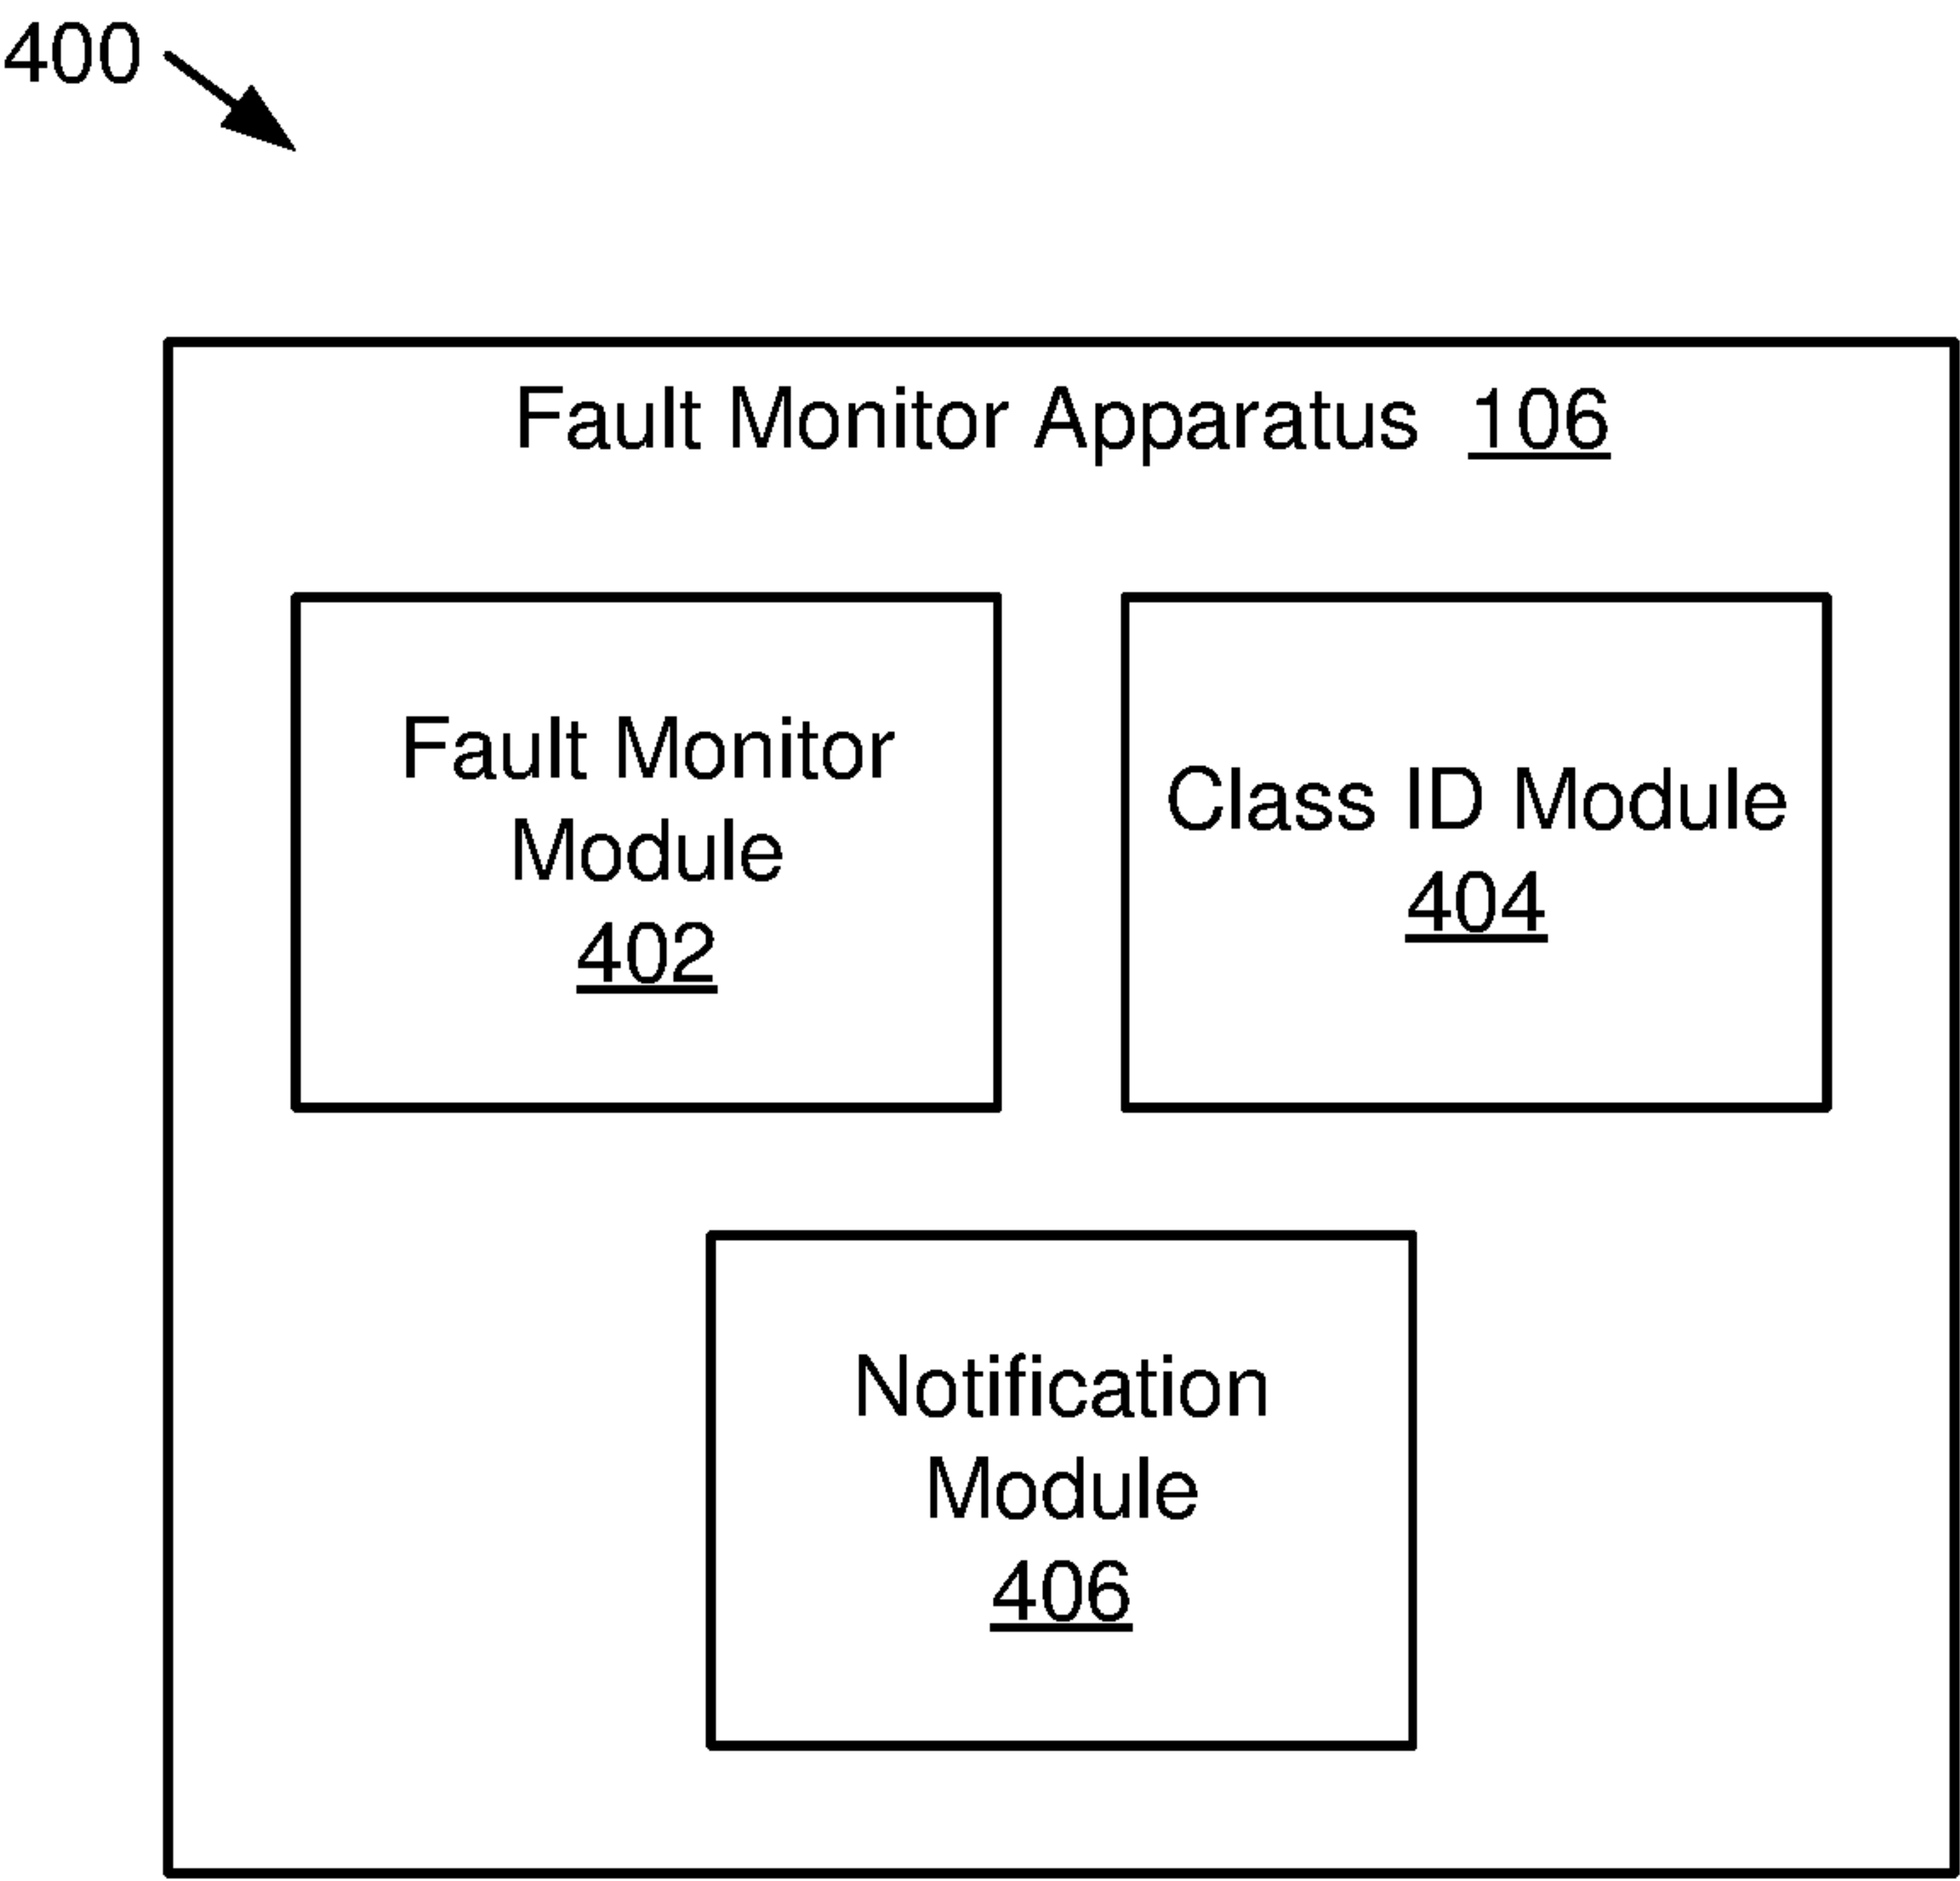 400
Fault Monitor Apparatus 106
Fault Monitor
Module
402
Class ID Module
404
Notification
Module
406